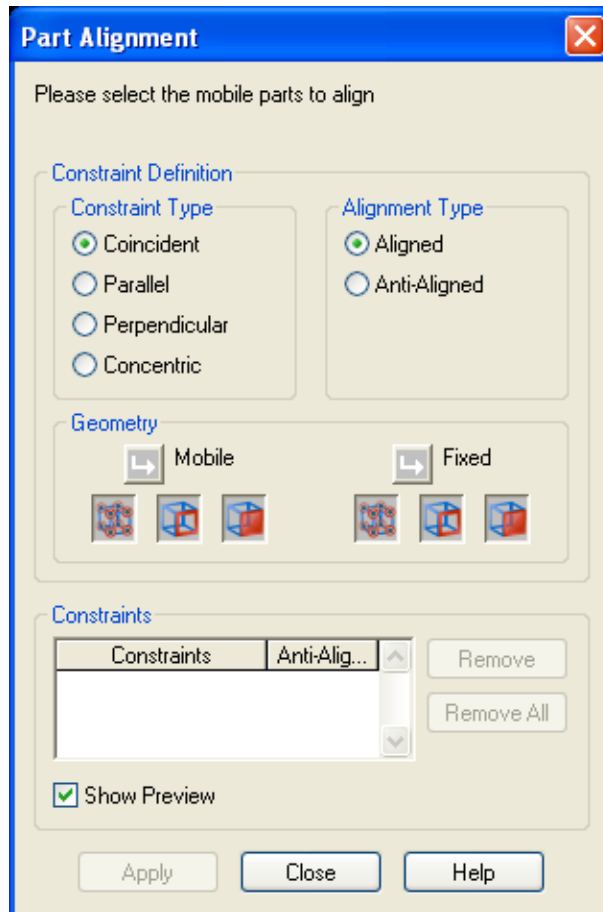 Part Alignment
Please select the mobile parts to align
Constraint Definition
Constraint Type
Coincident
Parallel
Perpendicular
Concentric
Alignment Type
Aligned
Anti-Aligned
Geometry
Mobile
Fixed
Constraints
Constraints Anti-Alig...
Remove
Remove All
Show Preview
Apply Close Help